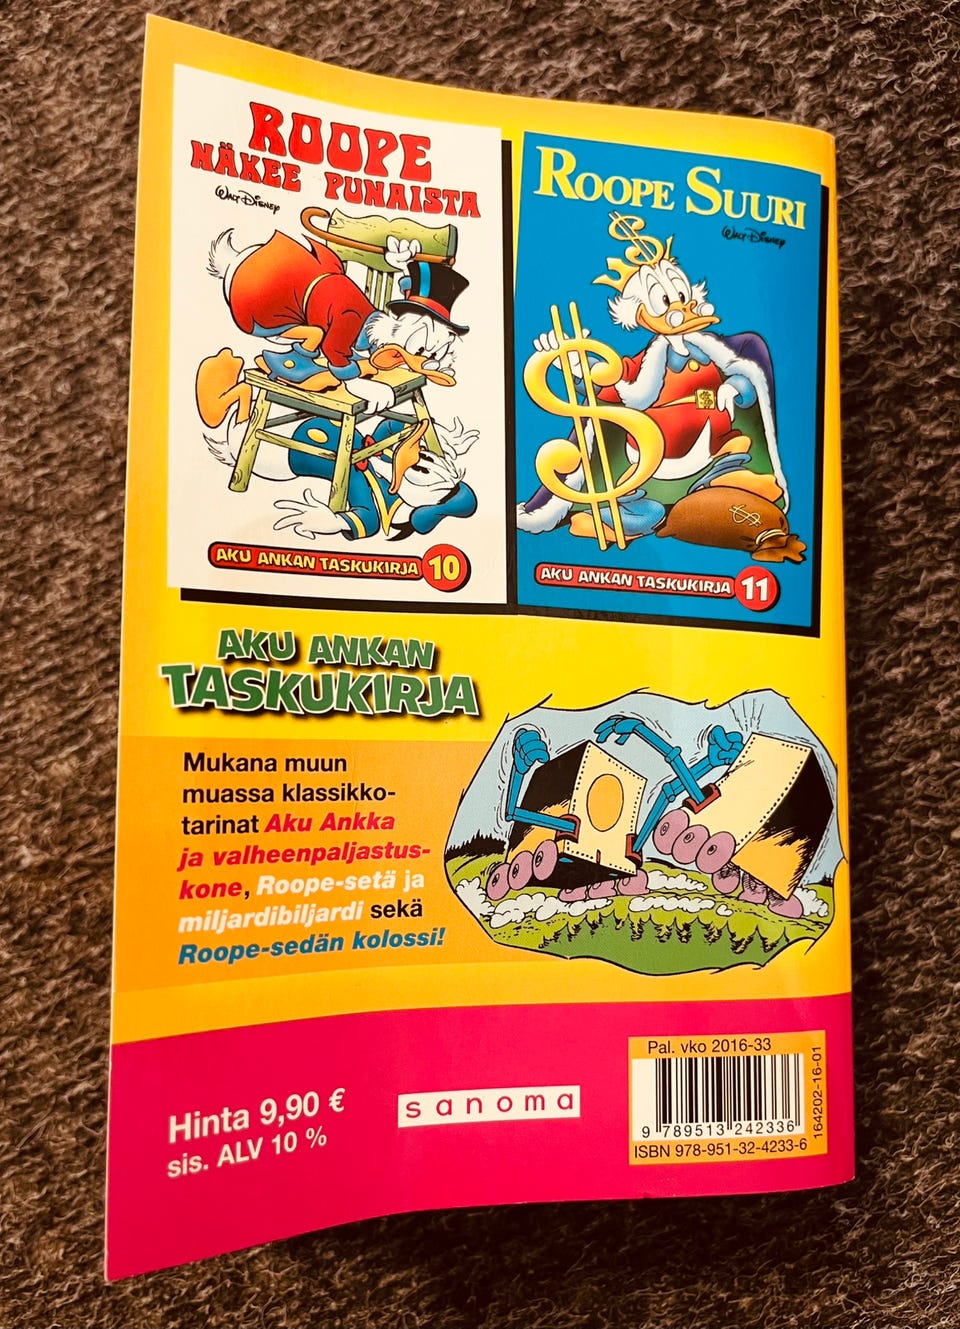 ROOPE
NÄKEE PUNAISTA
WALT DISNEY
AKU ANKAN TASKUKIRJA 10
ROOPE SUURI
WALT DISNEY
$
$
$
AKU ANKAN TASKUKIRJA 11
AKU ANKAN
TASKUKIRJA
Mukana muun
muassa klassikko-
tarinat Aku Ankka
ja valheenpaljastus-
kone, Roope-setä ja
miljardibiljardi sekä
Roope-sedän kolossi!
Hinta 9,90 €
sis. ALV 10 %
sanoma
Pal. vko 2016-33
9 789513 242336
ISBN 978-951-32-4233-6
164202-16-01